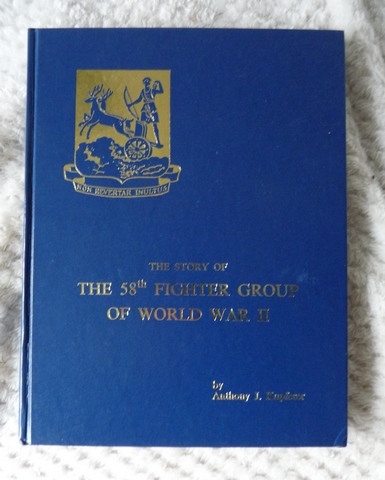 NON REVERTAR INULTUS
THE STORY OF
THE 58th FIGHTER GROUP
OF WORLD WAR II
by
Anthony J. Kupferer